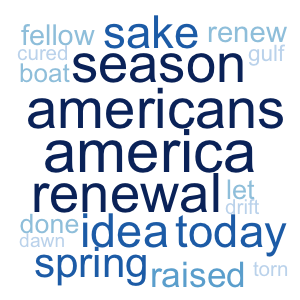 fellow sake renew
cured gulf
boat season
americans
america
renewal let
drift
done idea today
dawn
spring raised torn